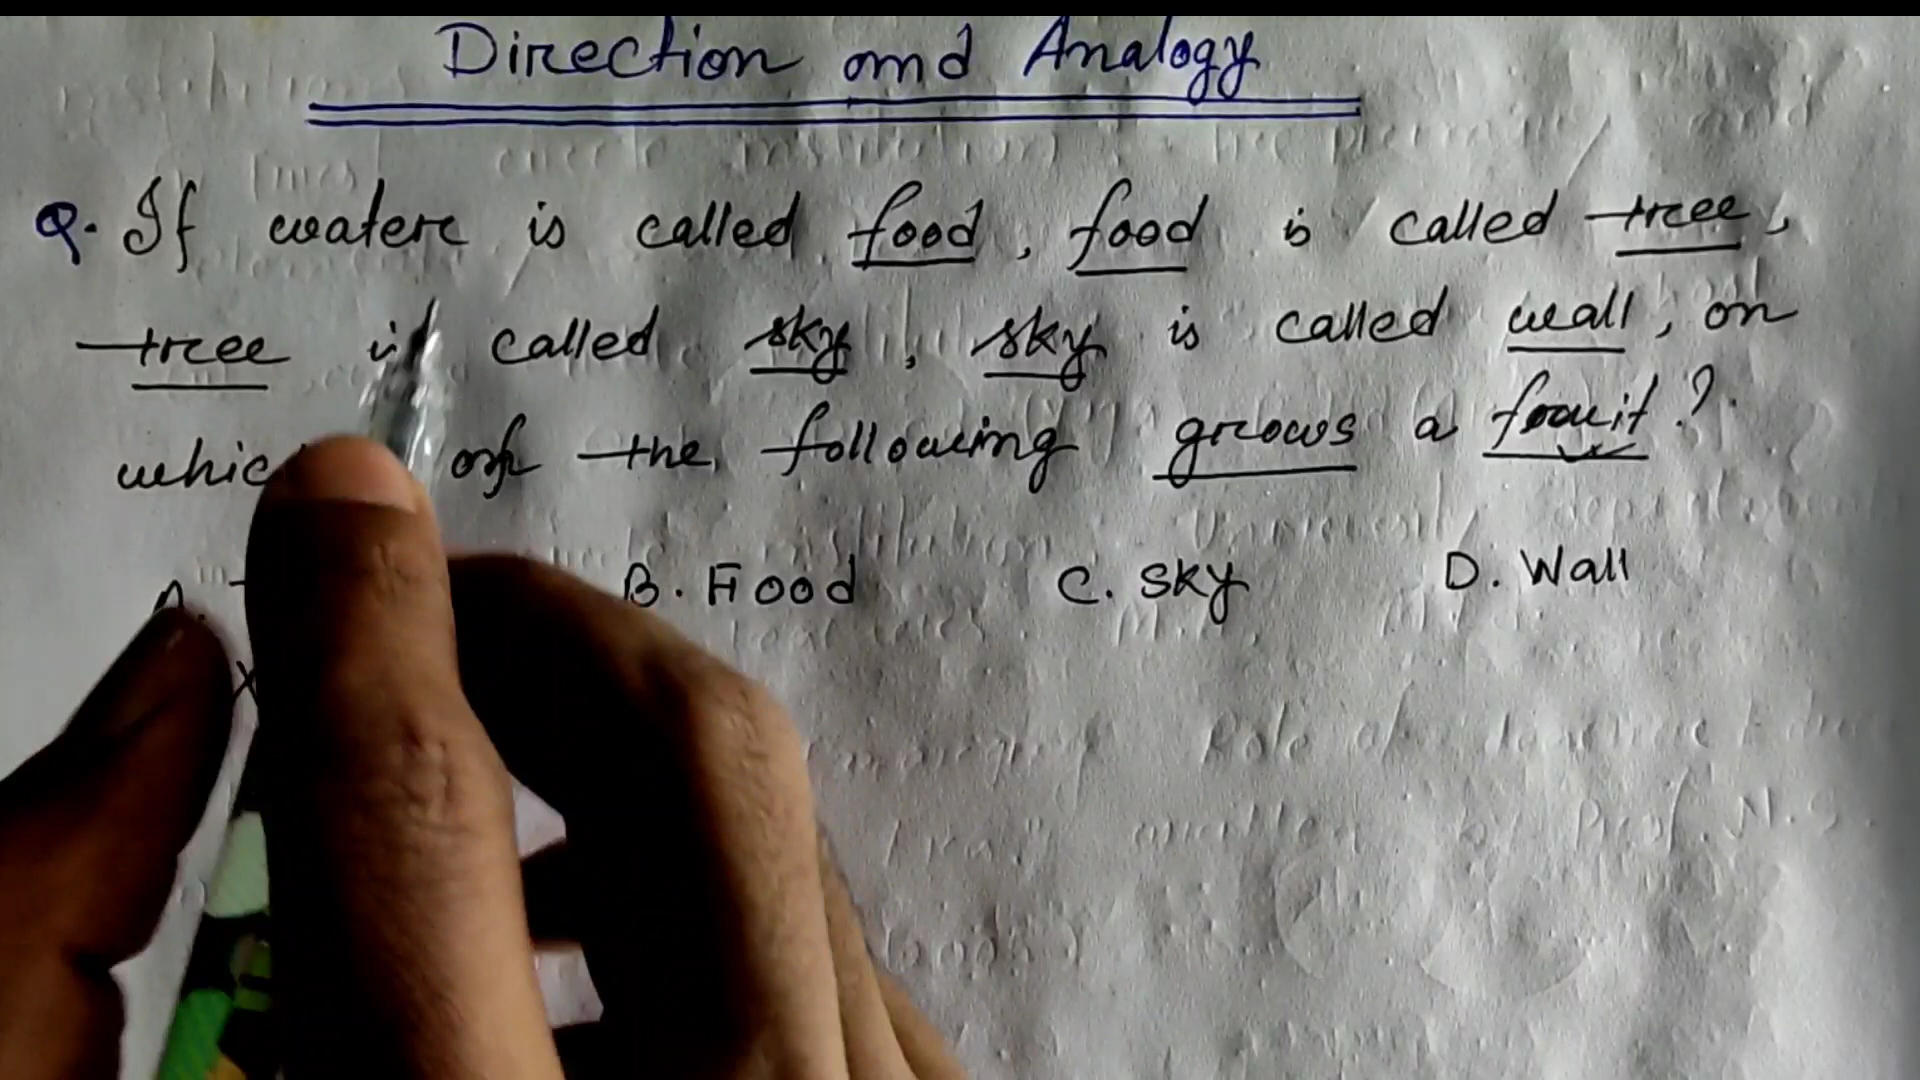 Direction and Analogy
Q. If water is called food, food is called tree,
tree is called sky, sky is called wall, on
of the following grows a fruit?
A. B. Food C. Sky D. Wall